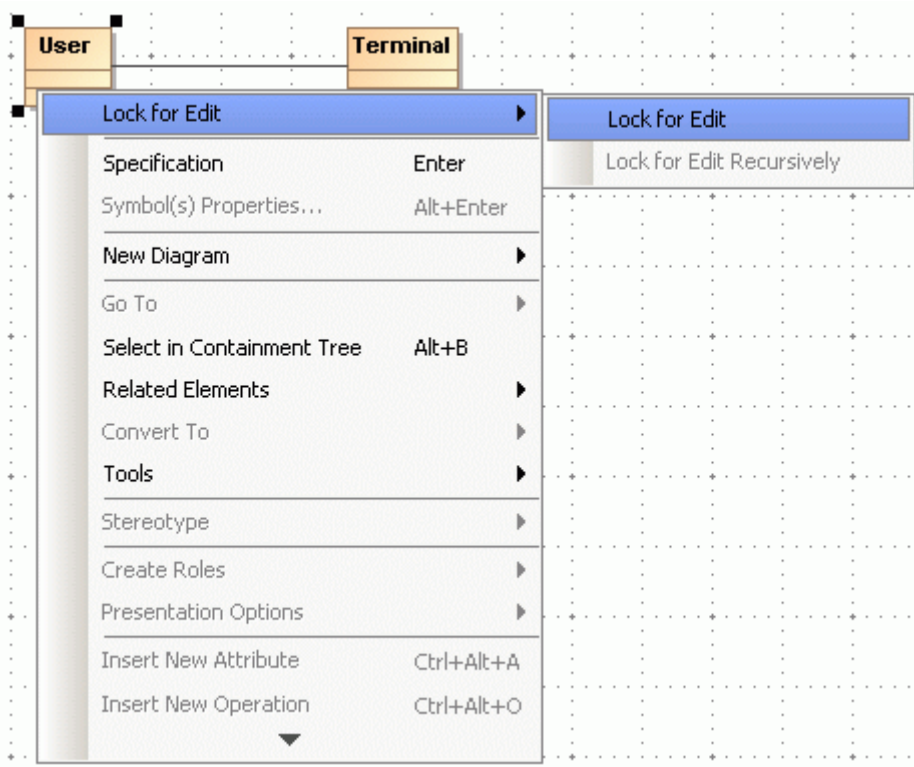 User
Terminal
Lock for Edit
Lock for Edit
Specification Enter
Lock for Edit Recursively
Symbol(s) Properties... Alt+Enter
New Diagram
Go To
Select in Containment Tree Alt+B
Related Elements
Convert To
Tools
Stereotype
Create Roles
Presentation Options
Insert New Attribute Ctrl+Alt+A
Insert New Operation Ctrl+Alt+O